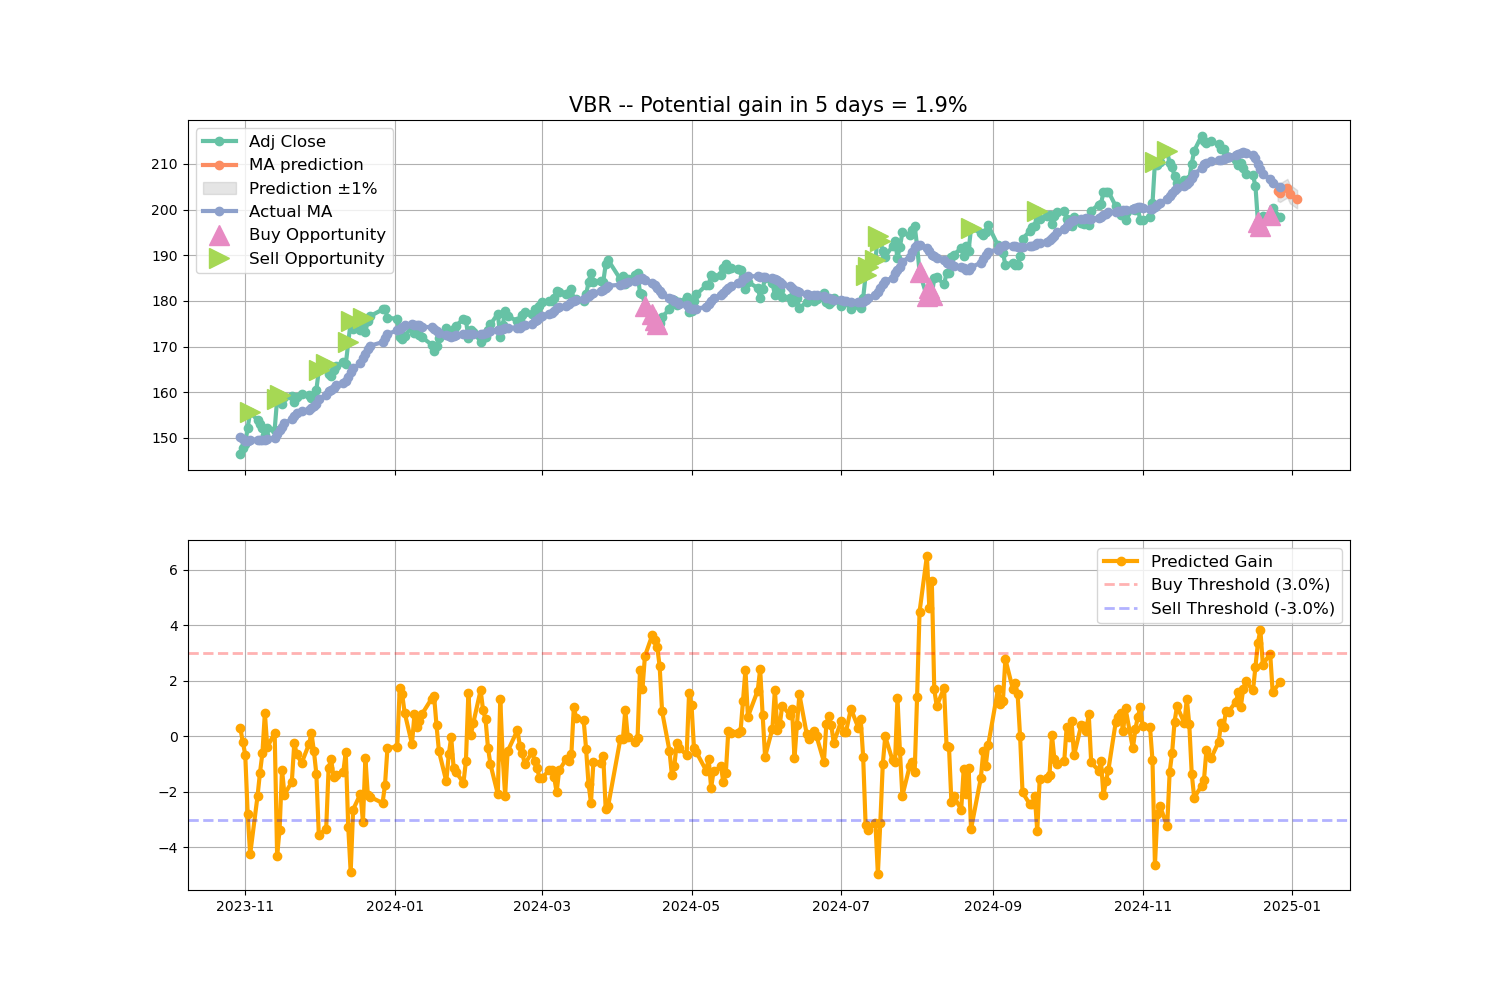 VBR -- Potential gain in 5 days = 1.9%
Adj Close
MA prediction
Prediction ±1%
Actual MA
Buy Opportunity
Sell Opportunity
210
200
190
180
170
160
150
Predicted Gain
Buy Threshold (3.0%)
Sell Threshold (-3.0%)
6
4
2
0
−2
−4
2023-11
2024-01
2024-03
2024-05
2024-07
2024-09
2024-11
2025-01